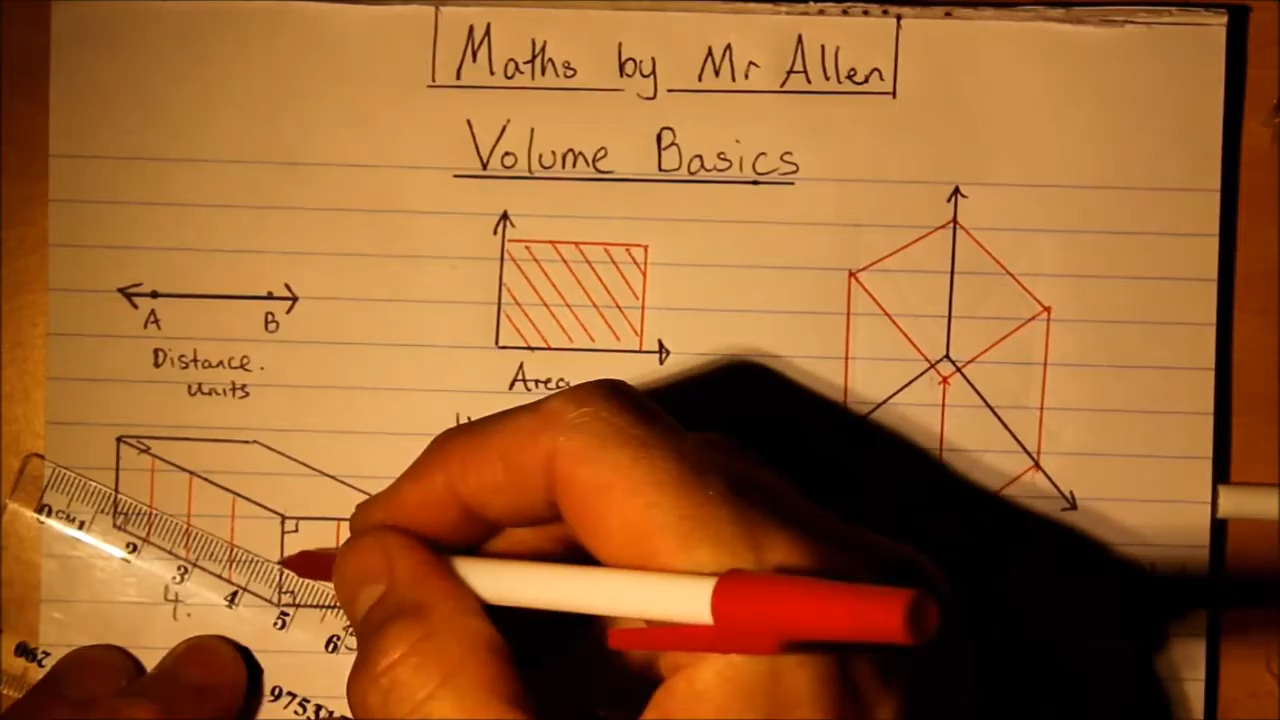 Maths by Mr Allen
Volume Basics
A B
Distance.
units
Area
0 CM 1 2 3 4 5 6
4.